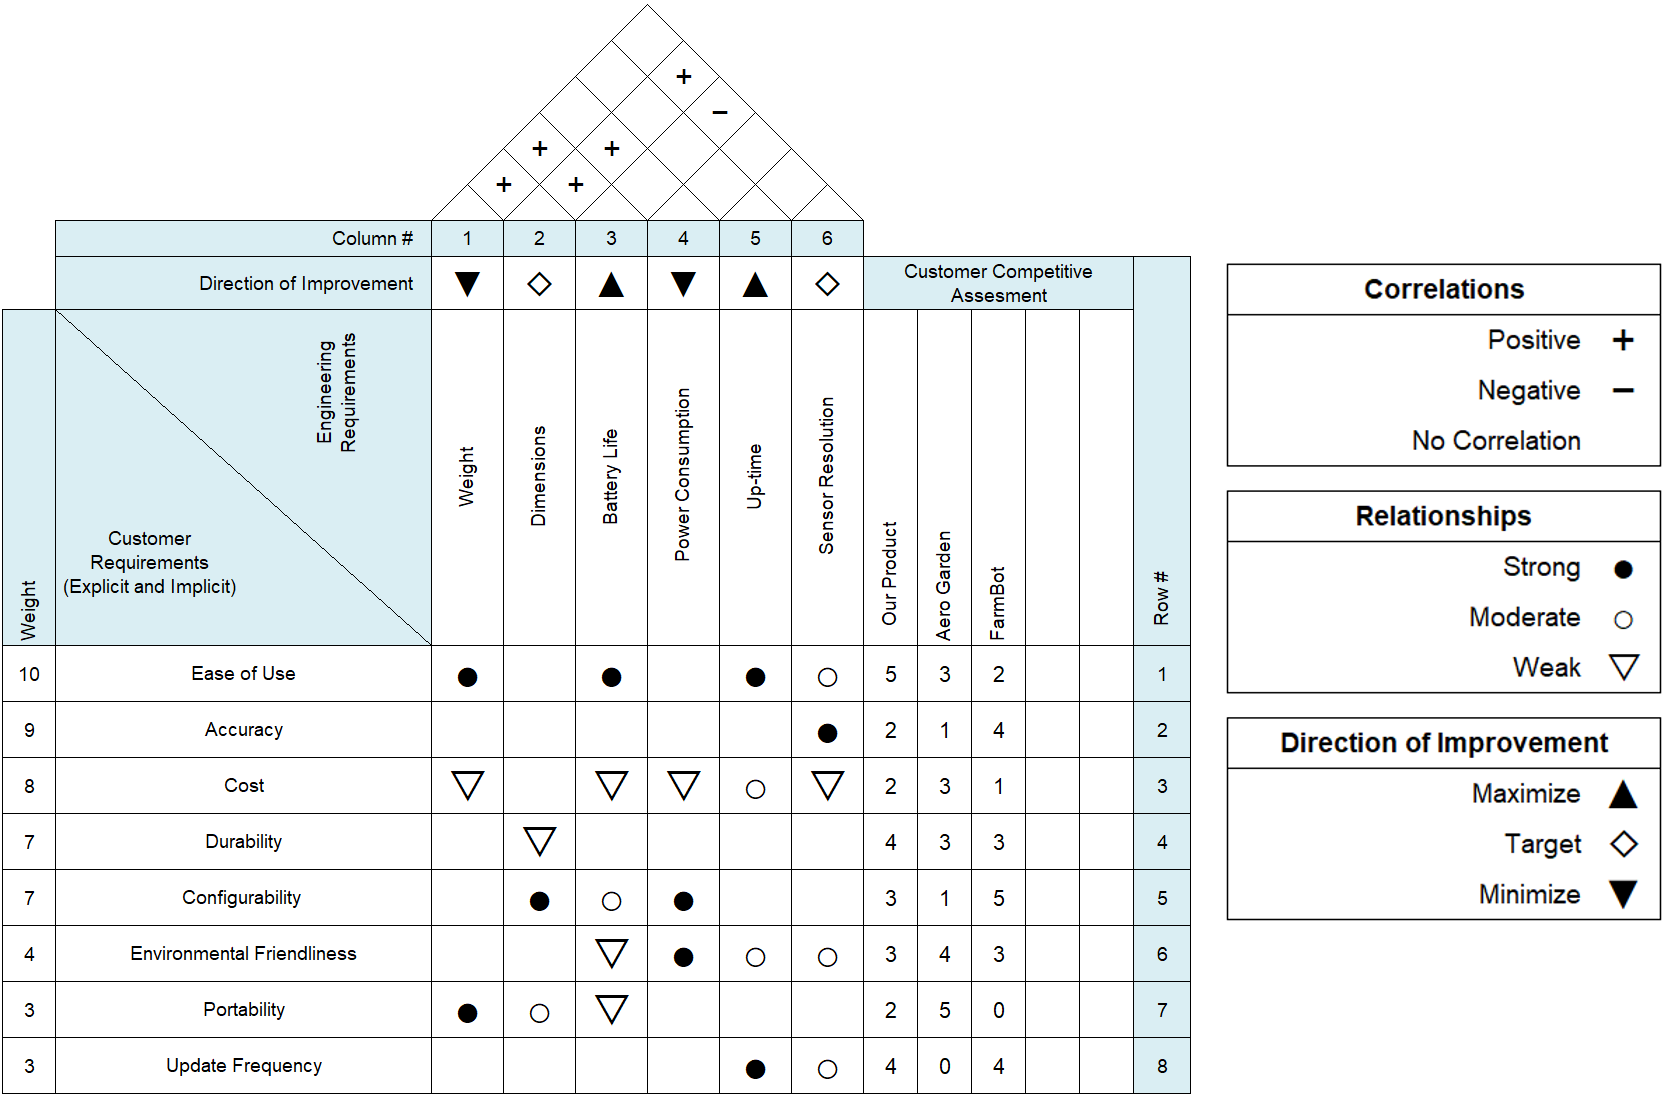 +
−
+ +
+ +
Column # 1 2 3 4 5 6
Direction of Improvement ▼ ◇ ▲ ▼ ▲ ◇
Customer Competitive
Assesment
Engineering
Requirements
Customer
Requirements
(Explicit and Implicit)
Weight
Weight
Dimensions
Battery Life
Power Consumption
Up-time
Sensor Resolution
Our Product
Aero Garden
FarmBot
Row #
10 Ease of Use ● ● ● ○ 5 3 2 1
9 Accuracy ● 2 1 4 2
8 Cost ▽ ▽ ▽ ○ ▽ 2 3 1 3
7 Durability ▽ 4 3 3 4
7 Configurability ● ○ ● 3 1 5 5
4 Environmental Friendliness ▽ ● ○ ○ 3 4 3 6
3 Portability ● ○ ▽ 2 5 0 7
3 Update Frequency ● ○ 4 0 4 8
Correlations
Positive +
Negative −
No Correlation
Relationships
Strong ●
Moderate ○
Weak ▽
Direction of Improvement
Maximize ▲
Target ◇
Minimize ▼